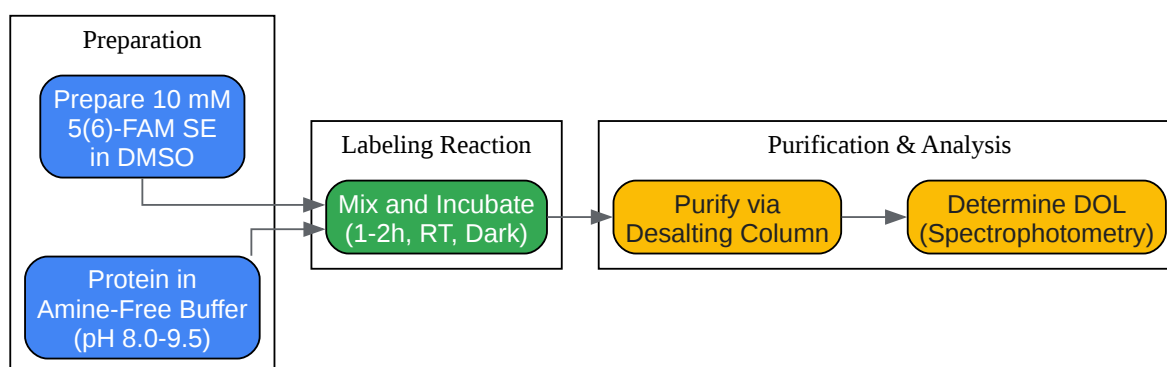 Preparation
Prepare 10 mM
5(6)-FAM SE
in DMSO
Protein in
Amine-Free Buffer
(pH 8.0-9.5)
Labeling Reaction
Mix and Incubate
(1-2h, RT, Dark)
Purification & Analysis
Purify via
Desalting Column
Determine DOL
(Spectrophotometry)